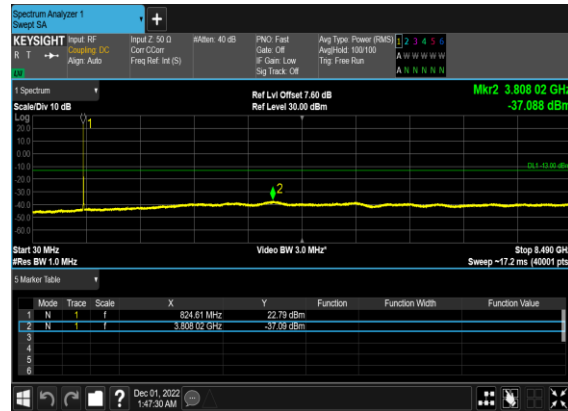 Spectrum Analyzer 1
Swept SA
KEYSIGHT Input: RF Input Z: 50 Ω #Atten: 40 dB PNO: Fast Avg Type: Power (RMS) 1 2 3 4 5 6
R T Coupling: DC Corr CCorr Gate: Off Avg|Hold: 100/100 A W W W W W
Align: Auto Freq Ref: Int (S) IF Gain: Low Trig: Free Run
Sig Track: Off A N N N N N
1 Spectrum Ref Lvl Offset 7.60 dB Mkr2 3.808 02 GHz
Scale/Div 10 dB Ref Level 30.00 dBm -37.088 dBm
Log
20.0
10.0
0.00
-10.0
-20.0
-30.0
-40.0
-50.0
-60.0
1
DL1 -13.00 dBm
2
Start 30 MHz Video BW 3.0 MHz* Stop 8.490 GHz
#Res BW 1.0 MHz Sweep ~17.2 ms (40001 pts)
5 Marker Table
Mode Trace Scale X Y Function Function Width Function Value
1 N 1 f 824.61 MHz 22.79 dBm
2 N 1 f 3.808 02 GHz -37.09 dBm
3
4
5
6
? Dec 01, 2022
1:47:30 AM